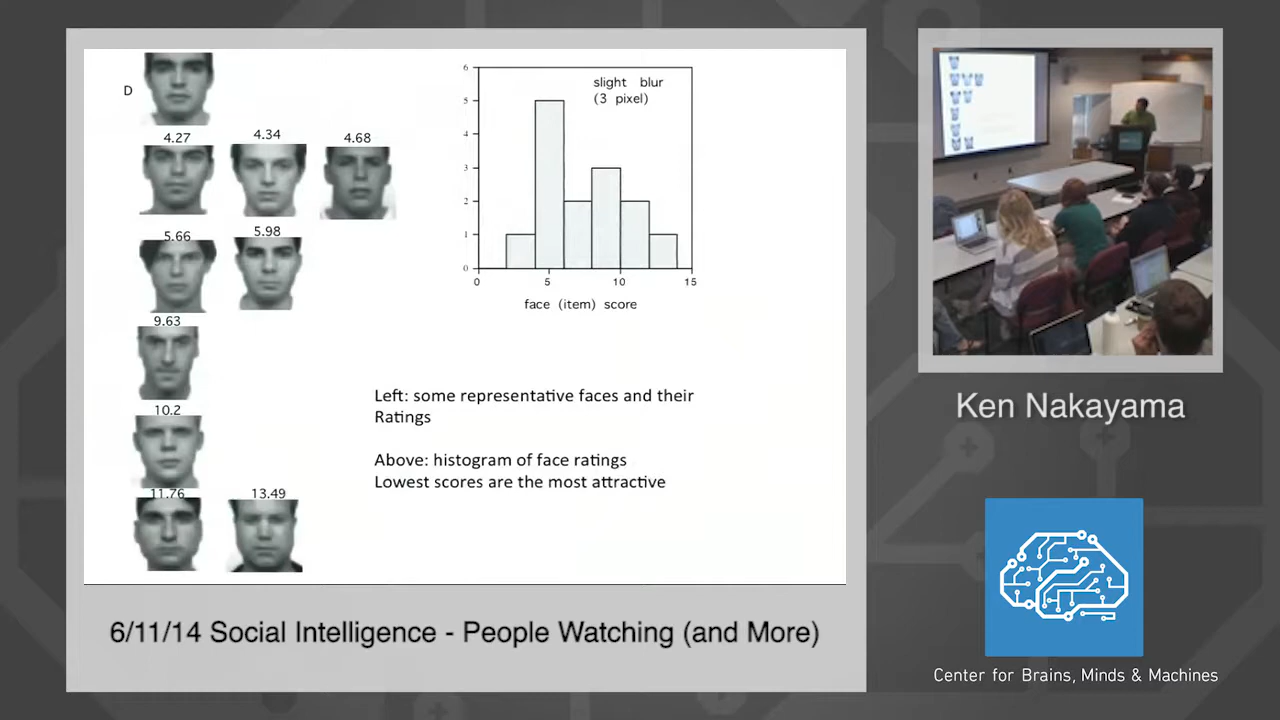 D
4.27 4.34 4.68
5.66 5.98
9.63
10.2
11.76 13.49
6
5
4
3
2
1
0
slight blur
(3 pixel)
0 5 10 15
face (item) score
Left: some representative faces and their
Ratings
Above: histogram of face ratings
Lowest scores are the most attractive
Ken Nakayama
6/11/14 Social Intelligence - People Watching (and More)
Center for Brains, Minds & Machines